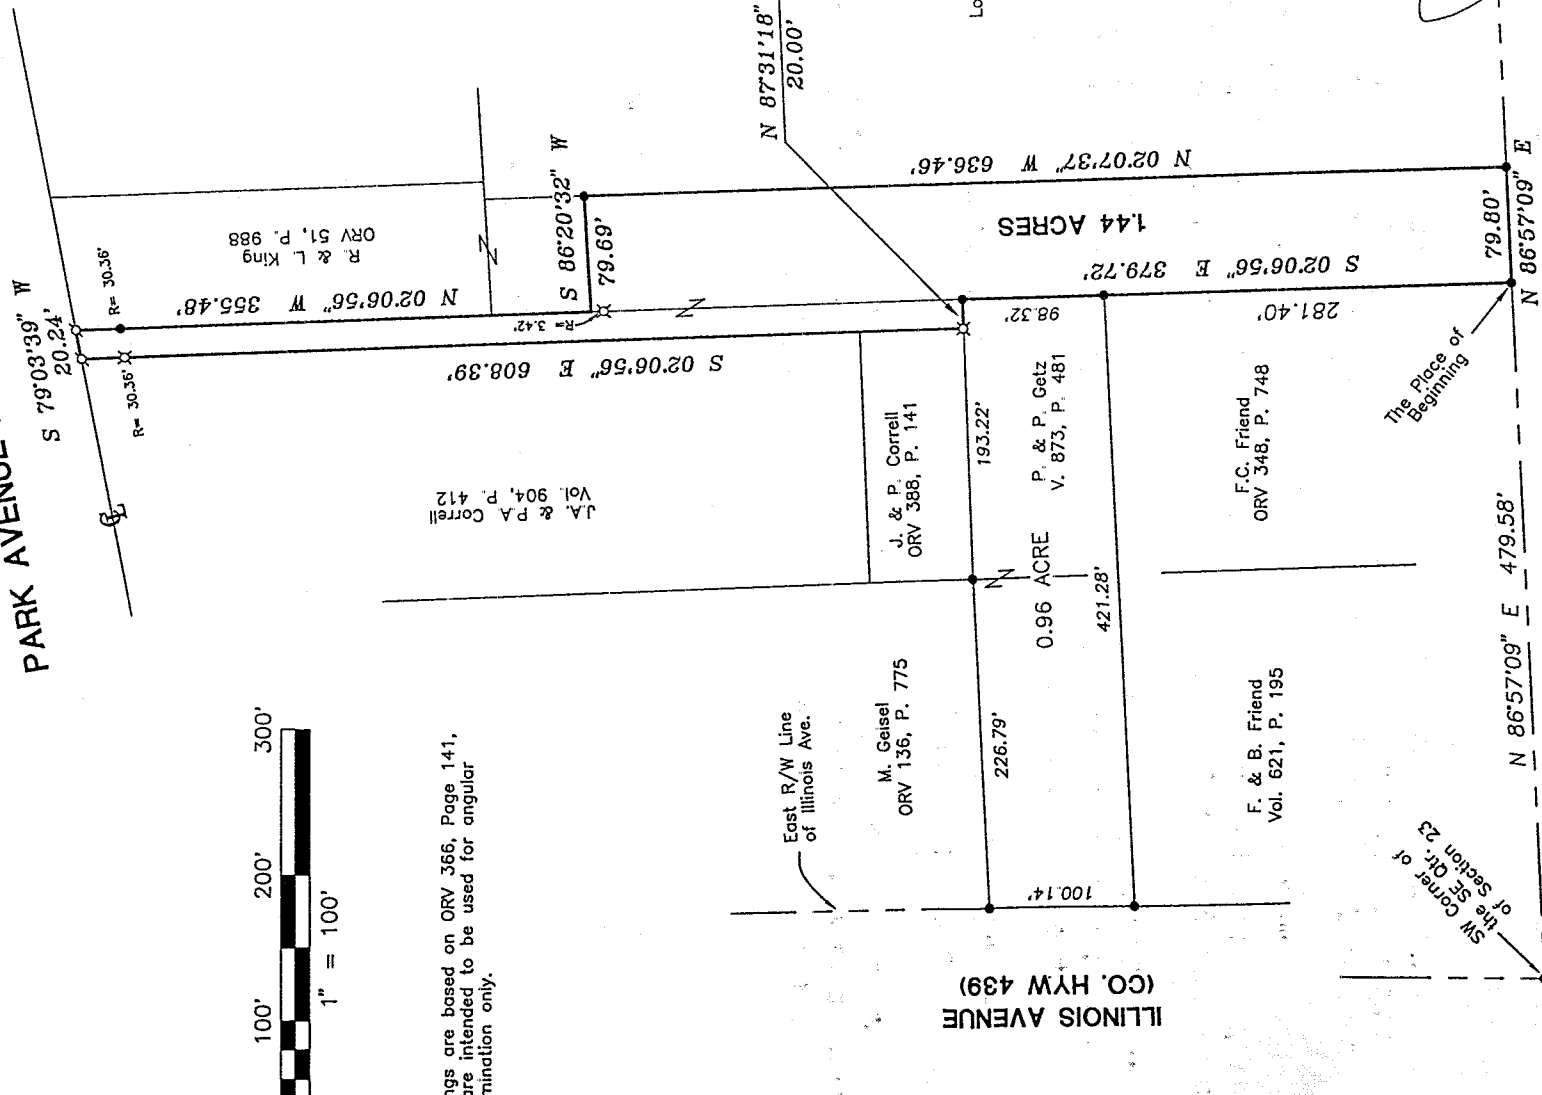 PARK AVENUE
S 79°03'39" W
20.24'
R= 30.36'
R= 30.36'
N 02°06'56" W 355.48'
R. & L. King
ORV 51, P. 988
S 86°20'32" W
79.69'
R= 3.42'
N 87°31'18"
20.00'
Lo
S 02°06'56" E 608.39'
J.A. & P.A. Correll
Vol. 904, P. 412
N 02°07'37" W 636.46'
1.44 ACRES
S 02°06'56" E 379.72'
98.32'
281.40'
79.80'
N 86°57'09" E
The Place of
Beginning
J. & P. Correll
ORV 388, P. 141
193.22'
P. & P. Getz
V. 873, P. 481
0.96 ACRE
421.28'
F.C. Friend
ORV 348, P. 748
N 86°57'09" E 479.58'
M. Geisel
ORV 136, P. 775
226.79'
East R/W Line
of Illinois Ave.
100.14'
F. & B. Friend
Vol. 621, P. 195
SW Corner of
the SE Qtr.
of Section 23
ILLINOIS AVENUE
(CO. HYW 439)
100' 200' 300'
1" = 100'
ngs are based on ORV 366, Page 141,
are intended to be used for angular
mination only.